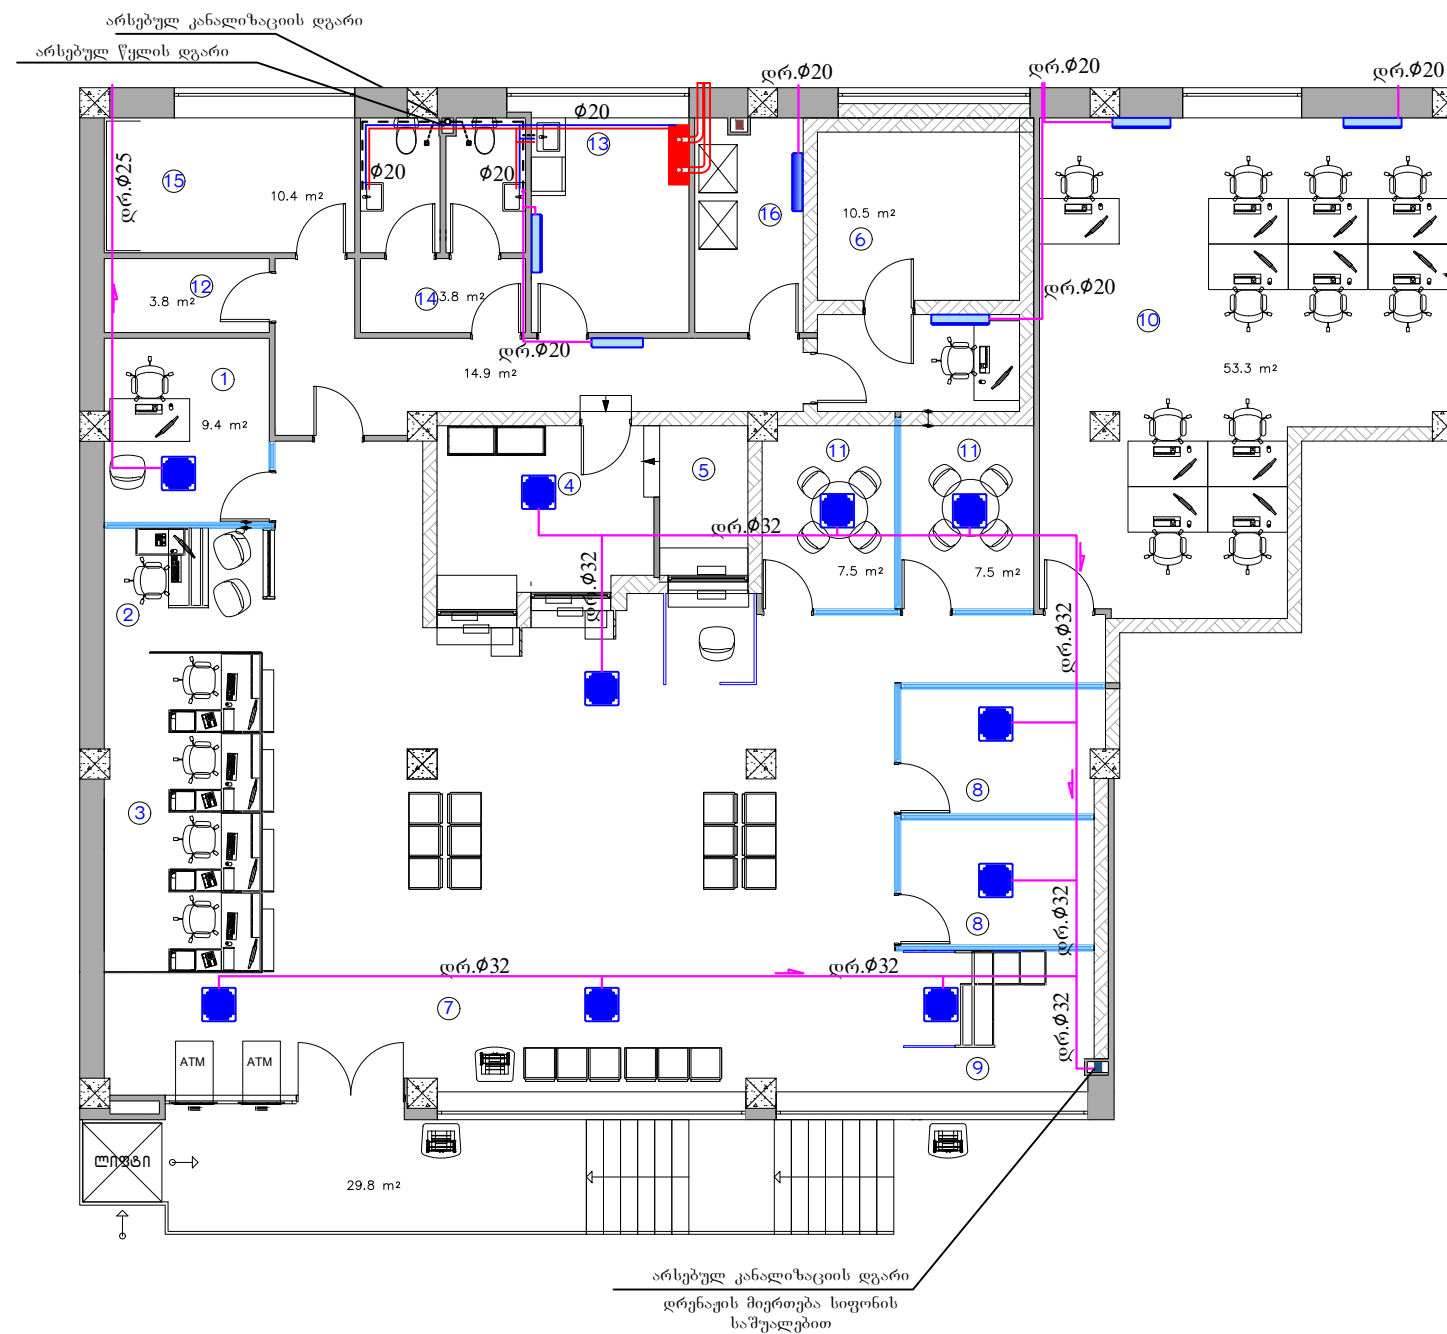 არსებულ კანალიზაციის დგარი
არსებულ წყლის დგარი
დრ.Ø20
დრ.Ø20
დრ.Ø20
Ø20
13
დრ.Ø25
15
10.4 m²
Ø20
Ø20
16
10.5 m²
6
12
3.8 m²
14
3.8 m²
დრ.Ø20
10
დრ.Ø20
14.9 m²
53.3 m²
1
9.4 m²
4
5
11
11
დრ.Ø32
დრ.Ø32
7.5 m²
7.5 m²
2
დრ.Ø32
3
8
8
დრ.Ø32
დრ.Ø32
დრ.Ø32
7
დრ.Ø32
9
ATM
ATM
ლიფტი
29.8 m²
არსებულ კანალიზაციის დგარი
დრენაჟის მიერთება სიფონის
საშუალებით